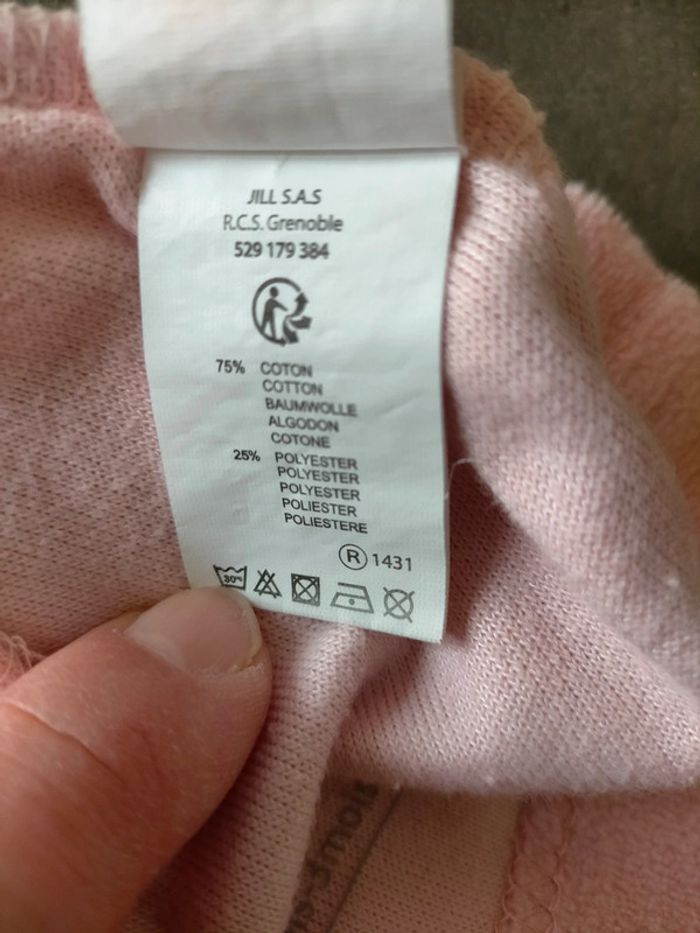 JILL S.A.S
R.C.S. Grenoble
529 179 384
75% COTON
COTTON
BAUMWOLLE
ALGODON
COTONE
25% POLYESTER
POLYESTER
POLYESTER
POLIESTER
POLIESTERE
R 1431
30°C